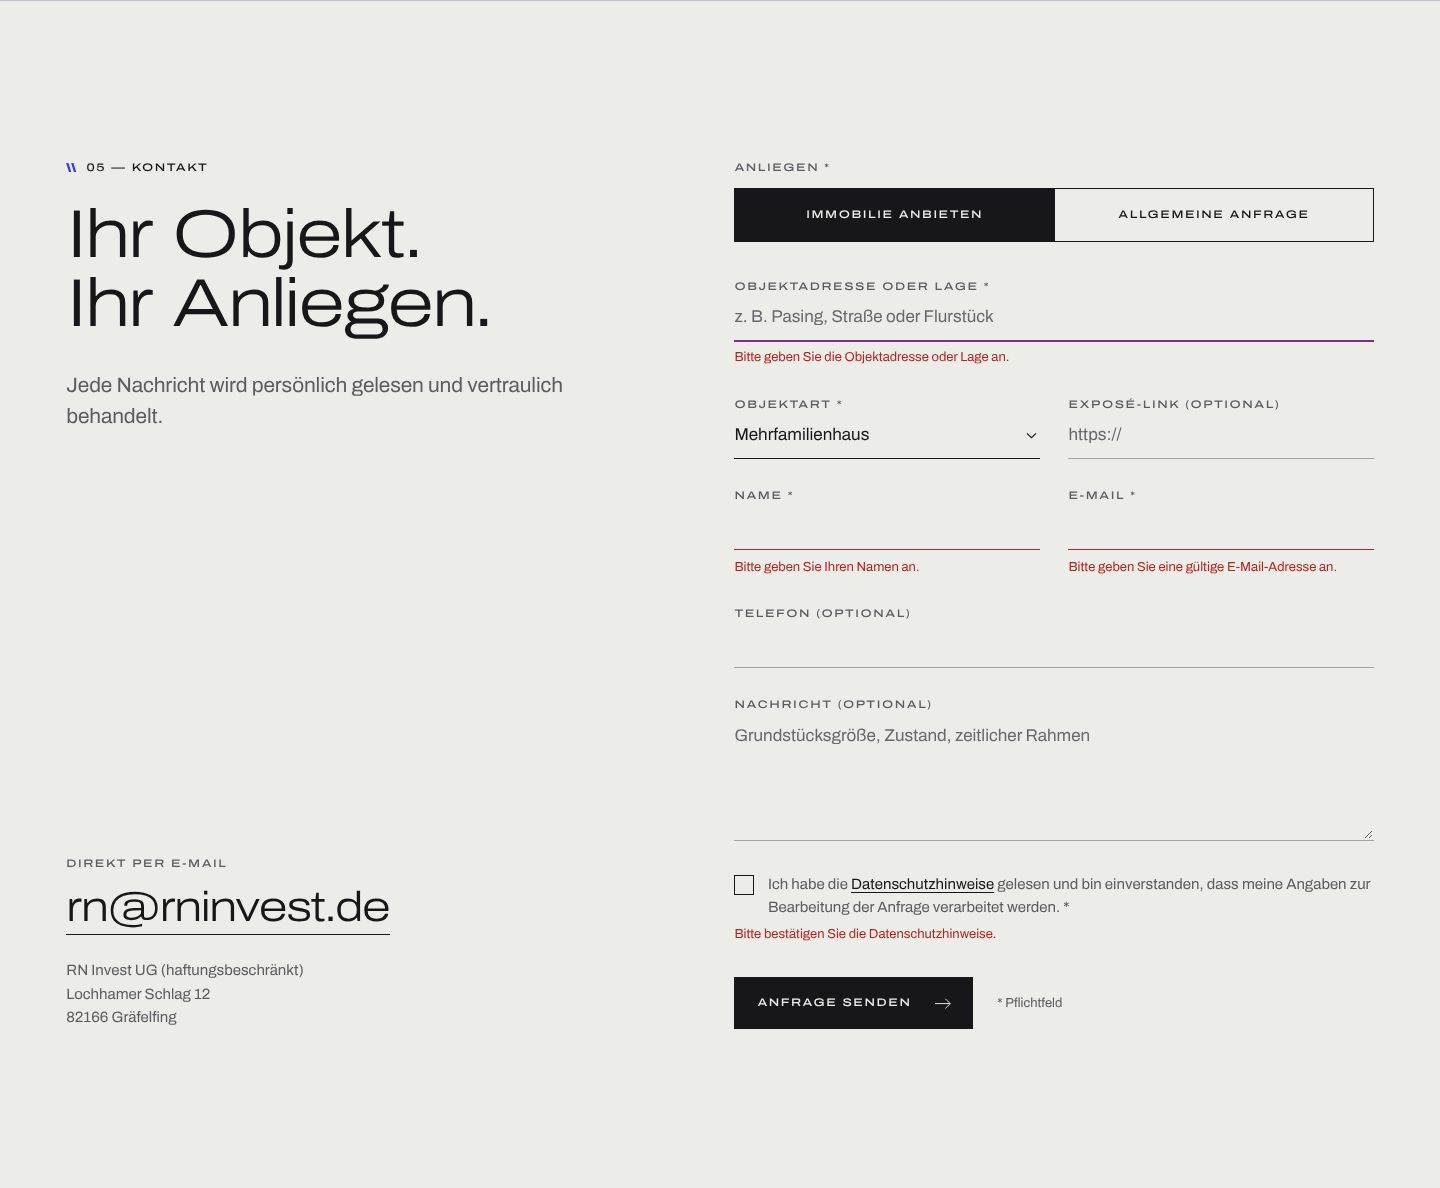 05 — KONTAKT
Ihr Objekt.
Ihr Anliegen.
Jede Nachricht wird persönlich gelesen und vertraulich
behandelt.
DIREKT PER E-MAIL
rn@rninvest.de
RN Invest UG (haftungsbeschränkt)
Lochhamer Schlag 12
82166 Gräfelfing
ANLIEGEN *
IMMOBILIE ANBIETEN
ALLGEMEINE ANFRAGE
OBJEKTADRESSE ODER LAGE *
z. B. Pasing, Straße oder Flurstück
Bitte geben Sie die Objektadresse oder Lage an.
OBJEKTART *
Mehrfamilienhaus
EXPOSÉ-LINK (OPTIONAL)
https://
NAME *
Bitte geben Sie Ihren Namen an.
E-MAIL *
Bitte geben Sie eine gültige E-Mail-Adresse an.
TELEFON (OPTIONAL)
NACHRICHT (OPTIONAL)
Grundstücksgröße, Zustand, zeitlicher Rahmen
Ich habe die Datenschutzhinweise gelesen und bin einverstanden, dass meine Angaben zur
Bearbeitung der Anfrage verarbeitet werden. *
Bitte bestätigen Sie die Datenschutzhinweise.
ANFRAGE SENDEN →
* Pflichtfeld